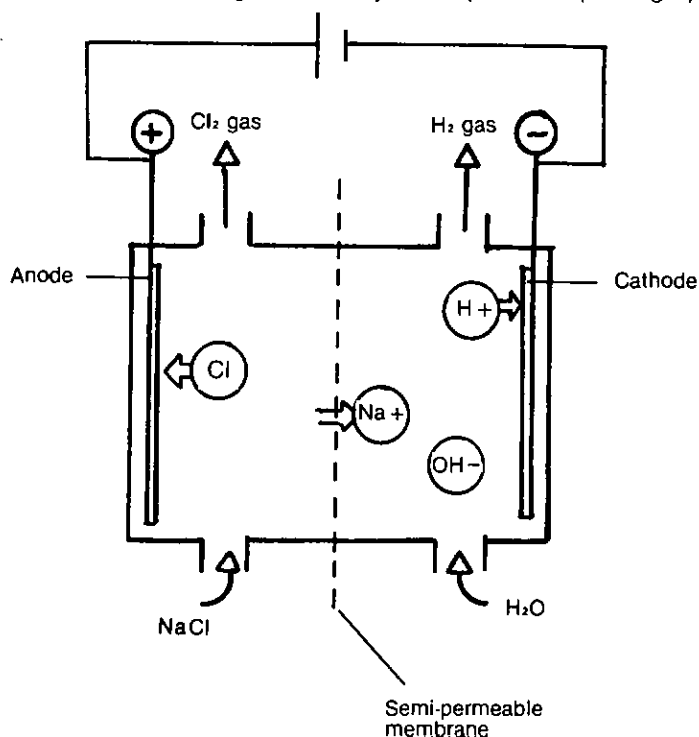 Cl₂ gas
H₂ gas
+
−
Anode
Cathode
H+
Cl
Na+
OH−
NaCl
H₂O
Semi-permeable
membrane